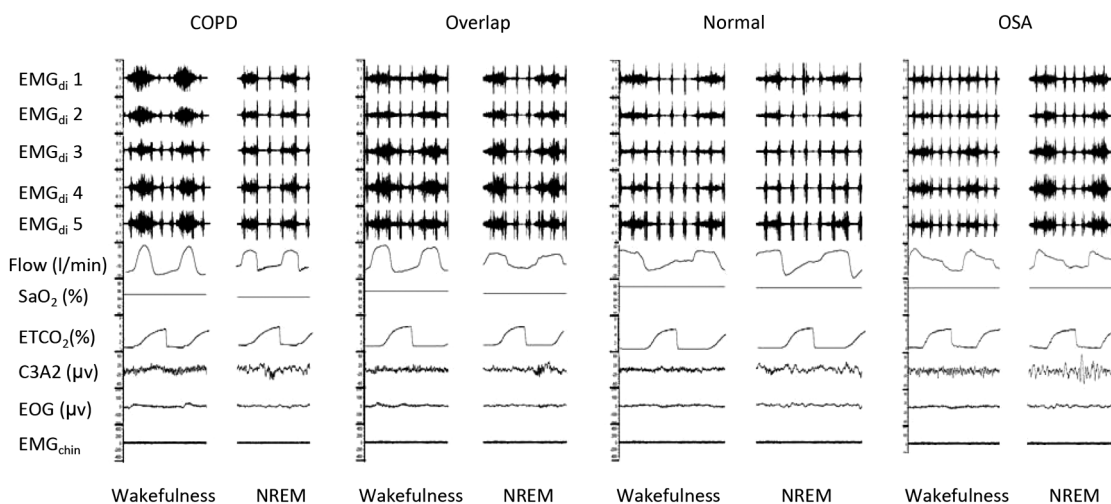 COPD Overlap Normal OSA
EMGdi 1
EMGdi 2
EMGdi 3
EMGdi 4
EMGdi 5
Flow (l/min)
SaO2 (%)
ETCO2(%)
C3A2 (μv)
EOG (μv)
EMGchin
Wakefulness NREM Wakefulness NREM Wakefulness NREM Wakefulness NREM